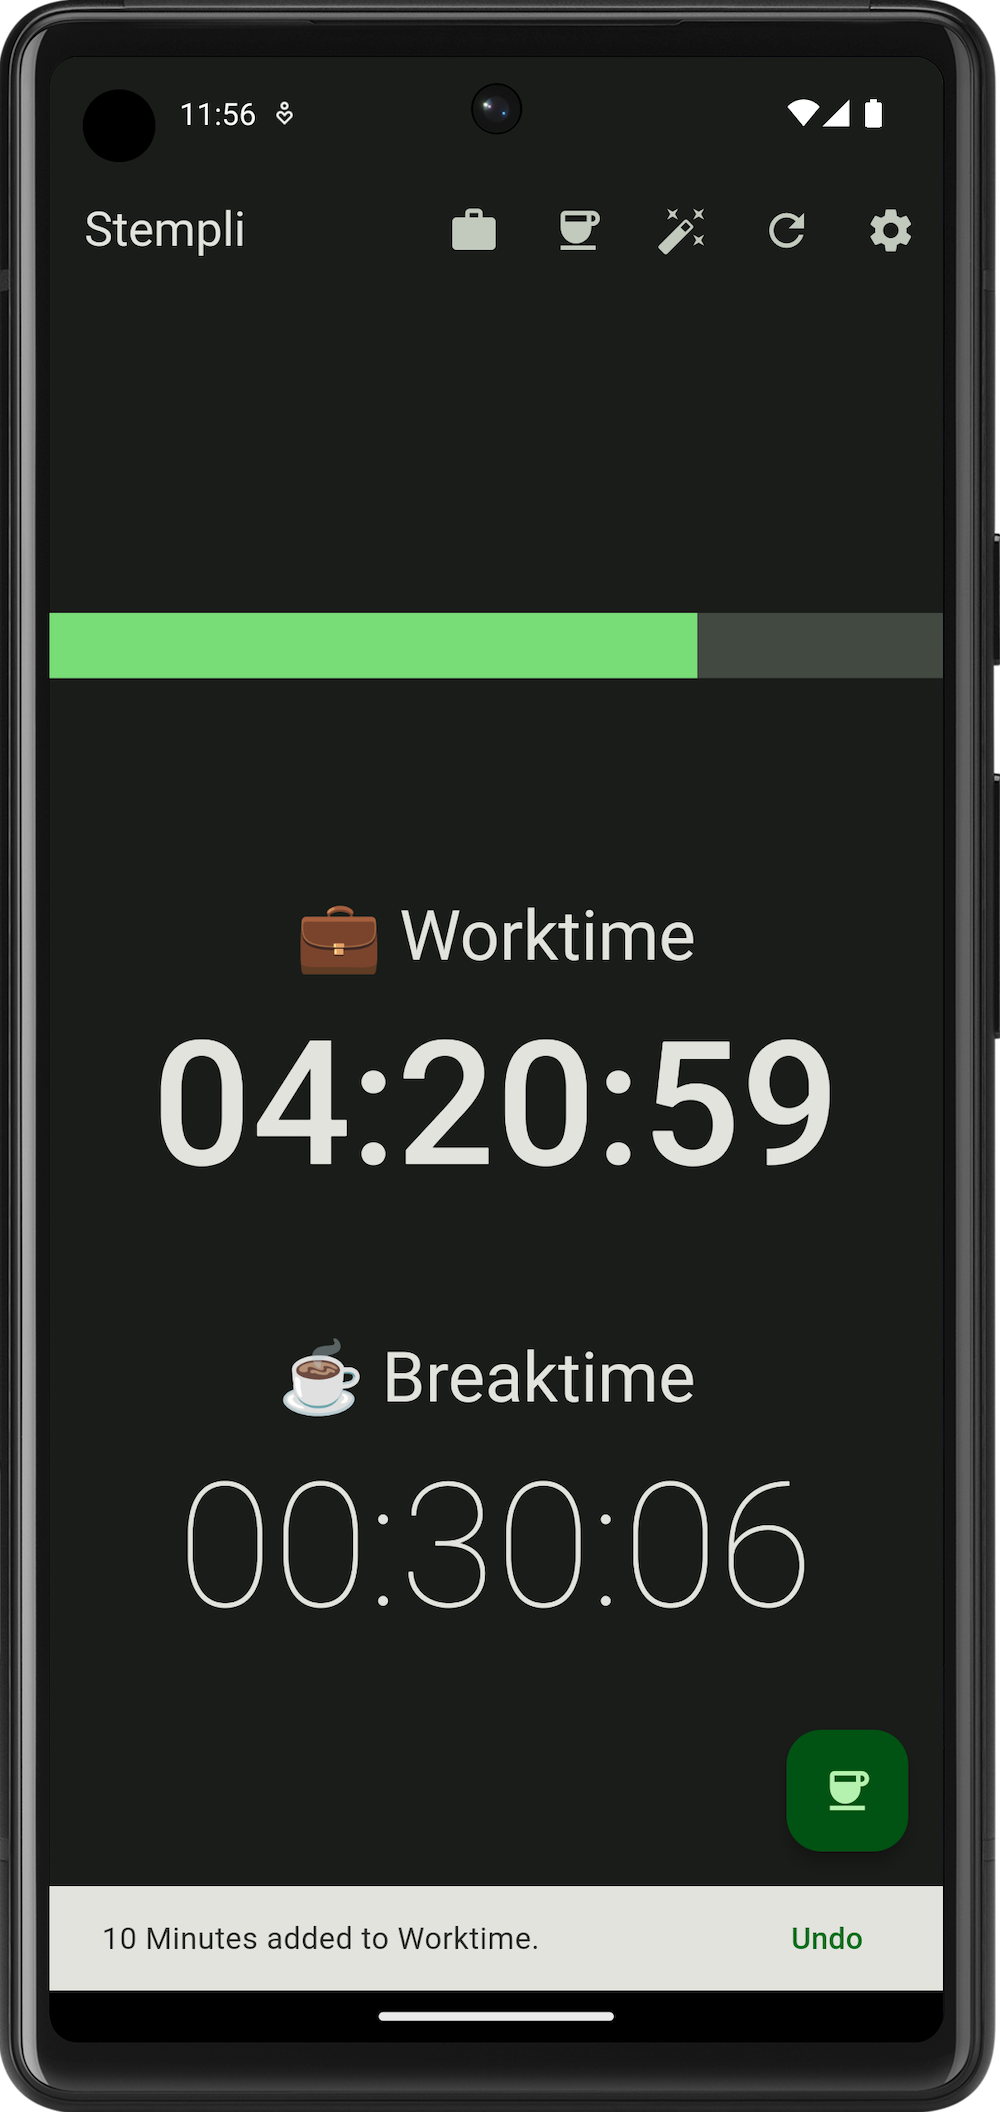 11:56
Stempli
Worktime
04:20:59
Breaktime
00:30:06
10 Minutes added to Worktime.
Undo